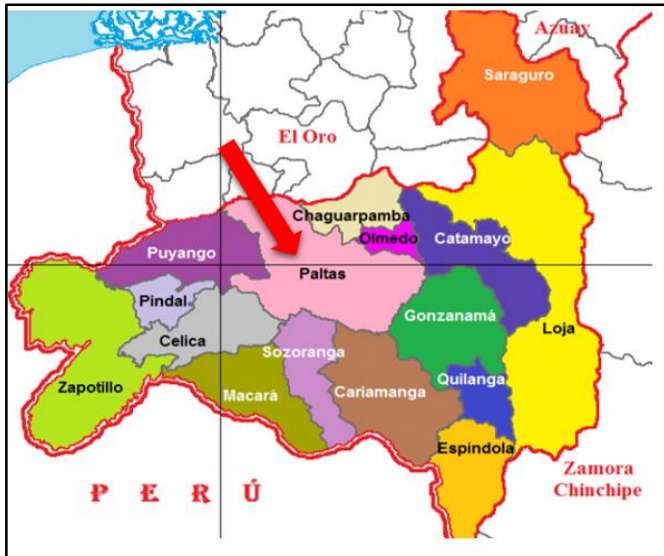 Azuay
Saraguro
El Oro
Chaguarpamba
Olmedo
Catamayo
Puyango
Paltas
Pindal
Gonzanamá
Loja
Celica
Sozoranga
Zapotillo
Macará
Cariamanga
Quilanga
Espíndola
Zamora
Chinchipe
P E R Ú